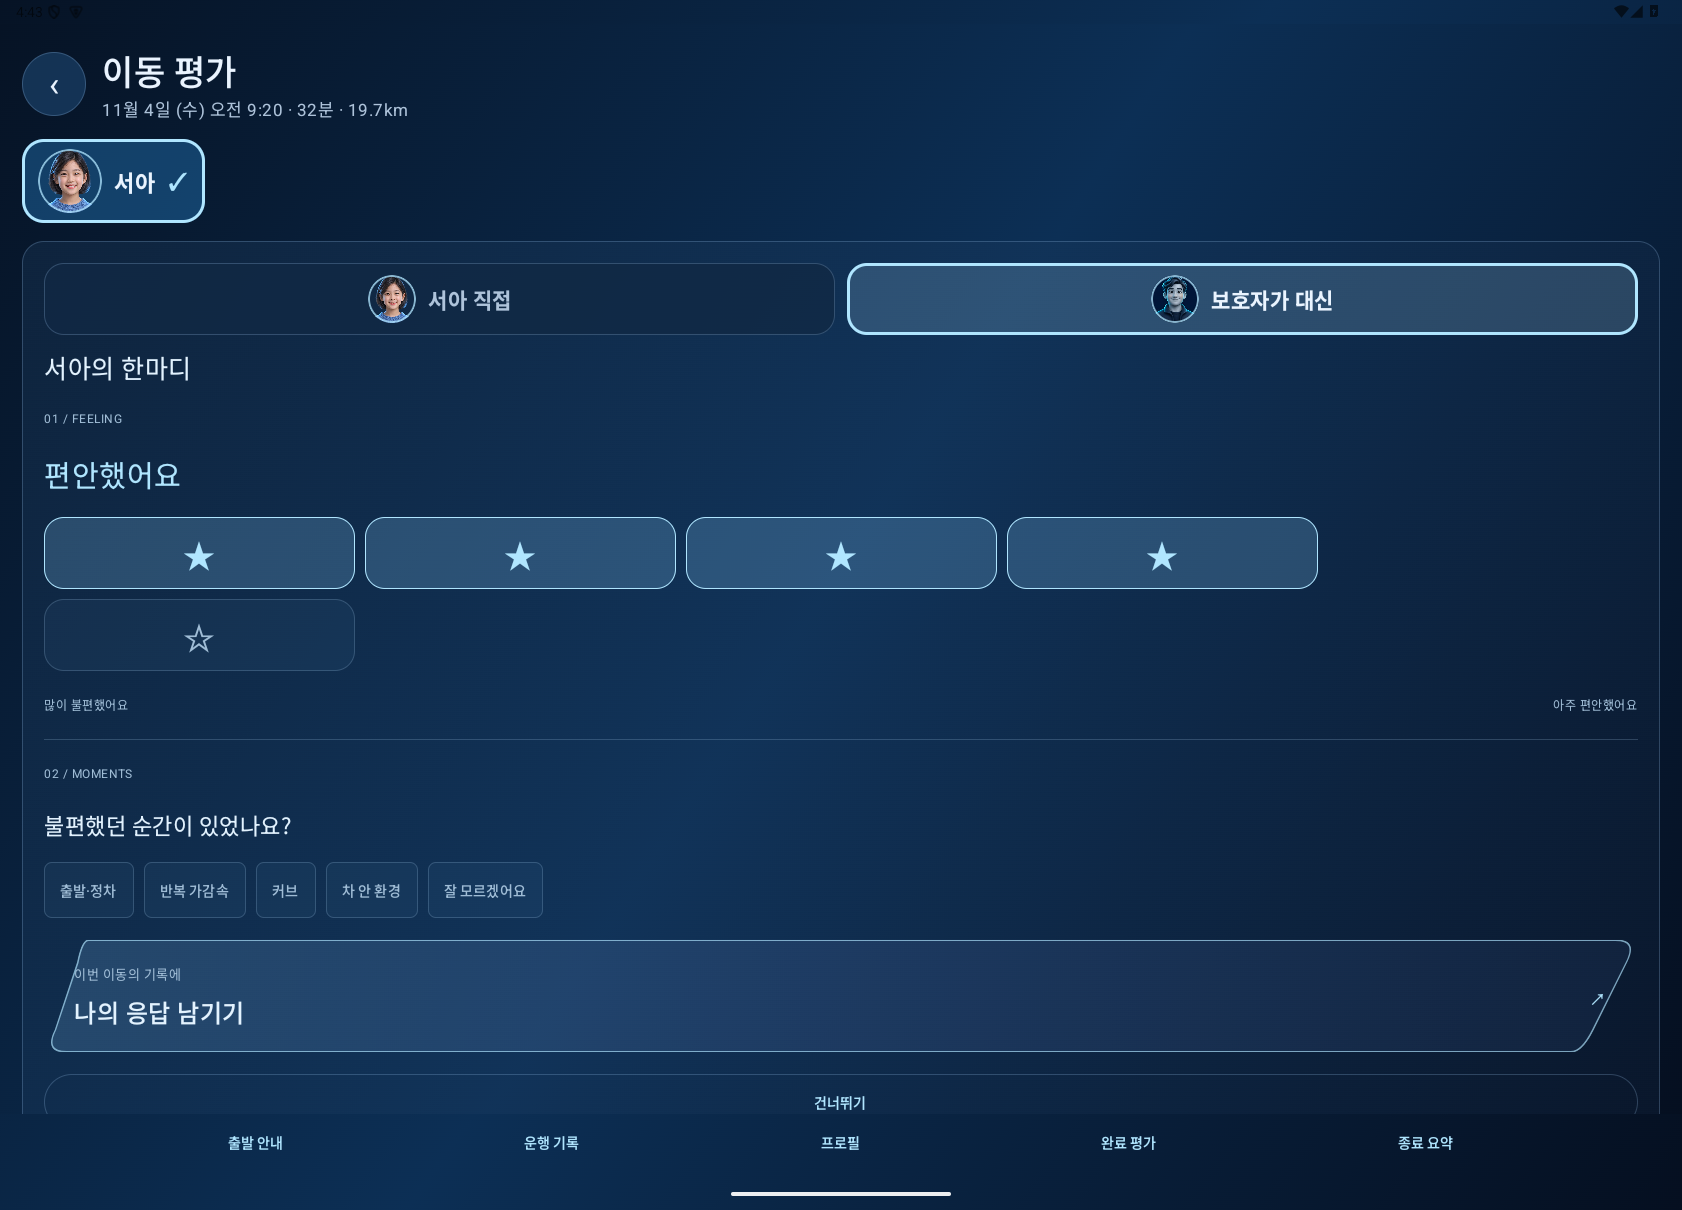 4:43
이동 평가
11월 4일 (수) 오전 9:20 · 32분 · 19.7km
서아 ✓
서아 직접
보호자가 대신
서아의 한마디
01 / FEELING
편안했어요
★ ★ ★ ★
☆
많이 불편했어요
아주 편안했어요
02 / MOMENTS
불편했던 순간이 있었나요?
출발·정차
반복 가감속
커브
차 안 환경
잘 모르겠어요
이번 이동의 기록에
나의 응답 남기기
↗
건너뛰기
출발 안내
운행 기록
프로필
완료 평가
종료 요약